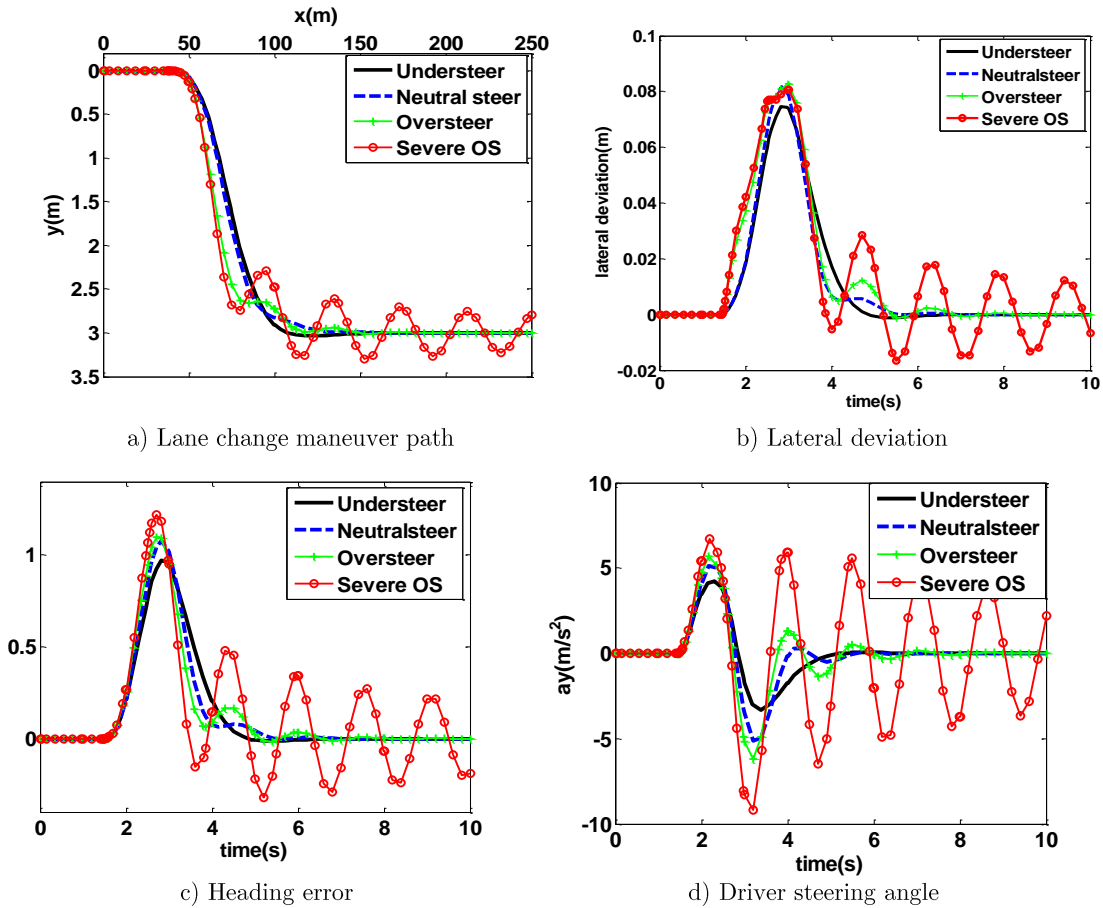 x(m)
0 50 100 150 200 250
0
0.5
1
1.5
2
2.5
3
3.5
y(m)
Understeer
Neutral steer
Oversteer
Severe OS
a) Lane change maneuver path
0.1
0.08
0.06
0.04
0.02
0
-0.02
lateral deviation(m)
Understeer
Neutralsteer
Oversteer
Severe OS
0 2 4 6 8 10
time(s)
b) Lateral deviation
1
0.5
0
Understeer
Neutralsteer
Oversteer
Severe OS
0 2 4 6 8 10
time(s)
c) Heading error
10
5
0
-5
-10
ay(m/s²)
Understeer
Neutralsteer
Oversteer
Severe OS
0 2 4 6 8 10
time(s)
d) Driver steering angle